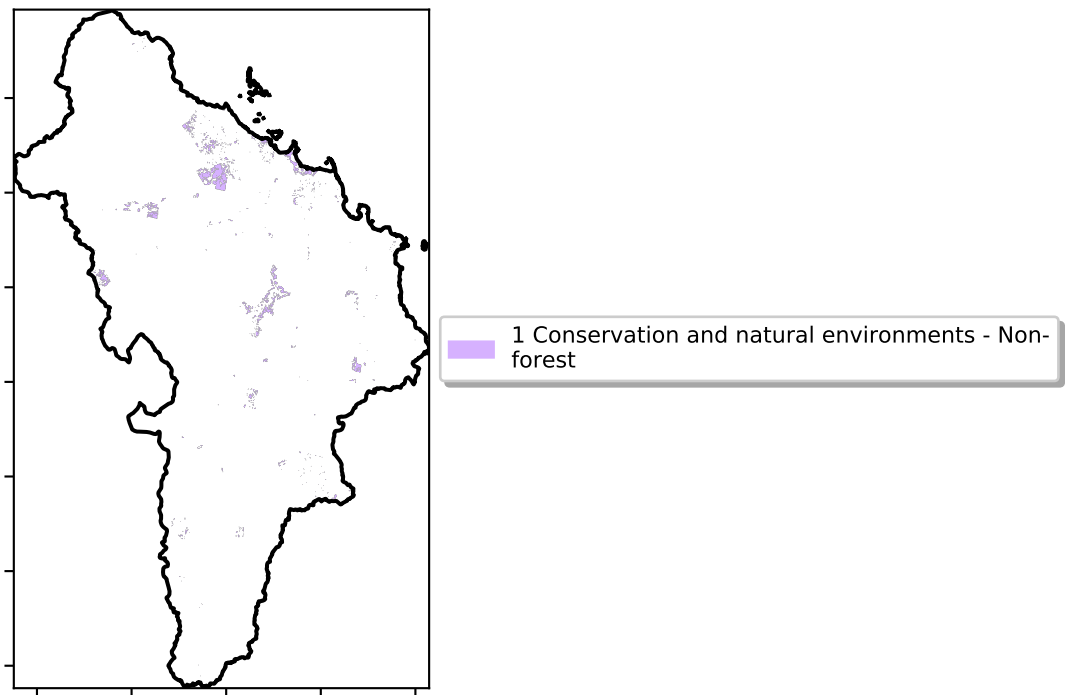 1 Conservation and natural environments - Non-
forest